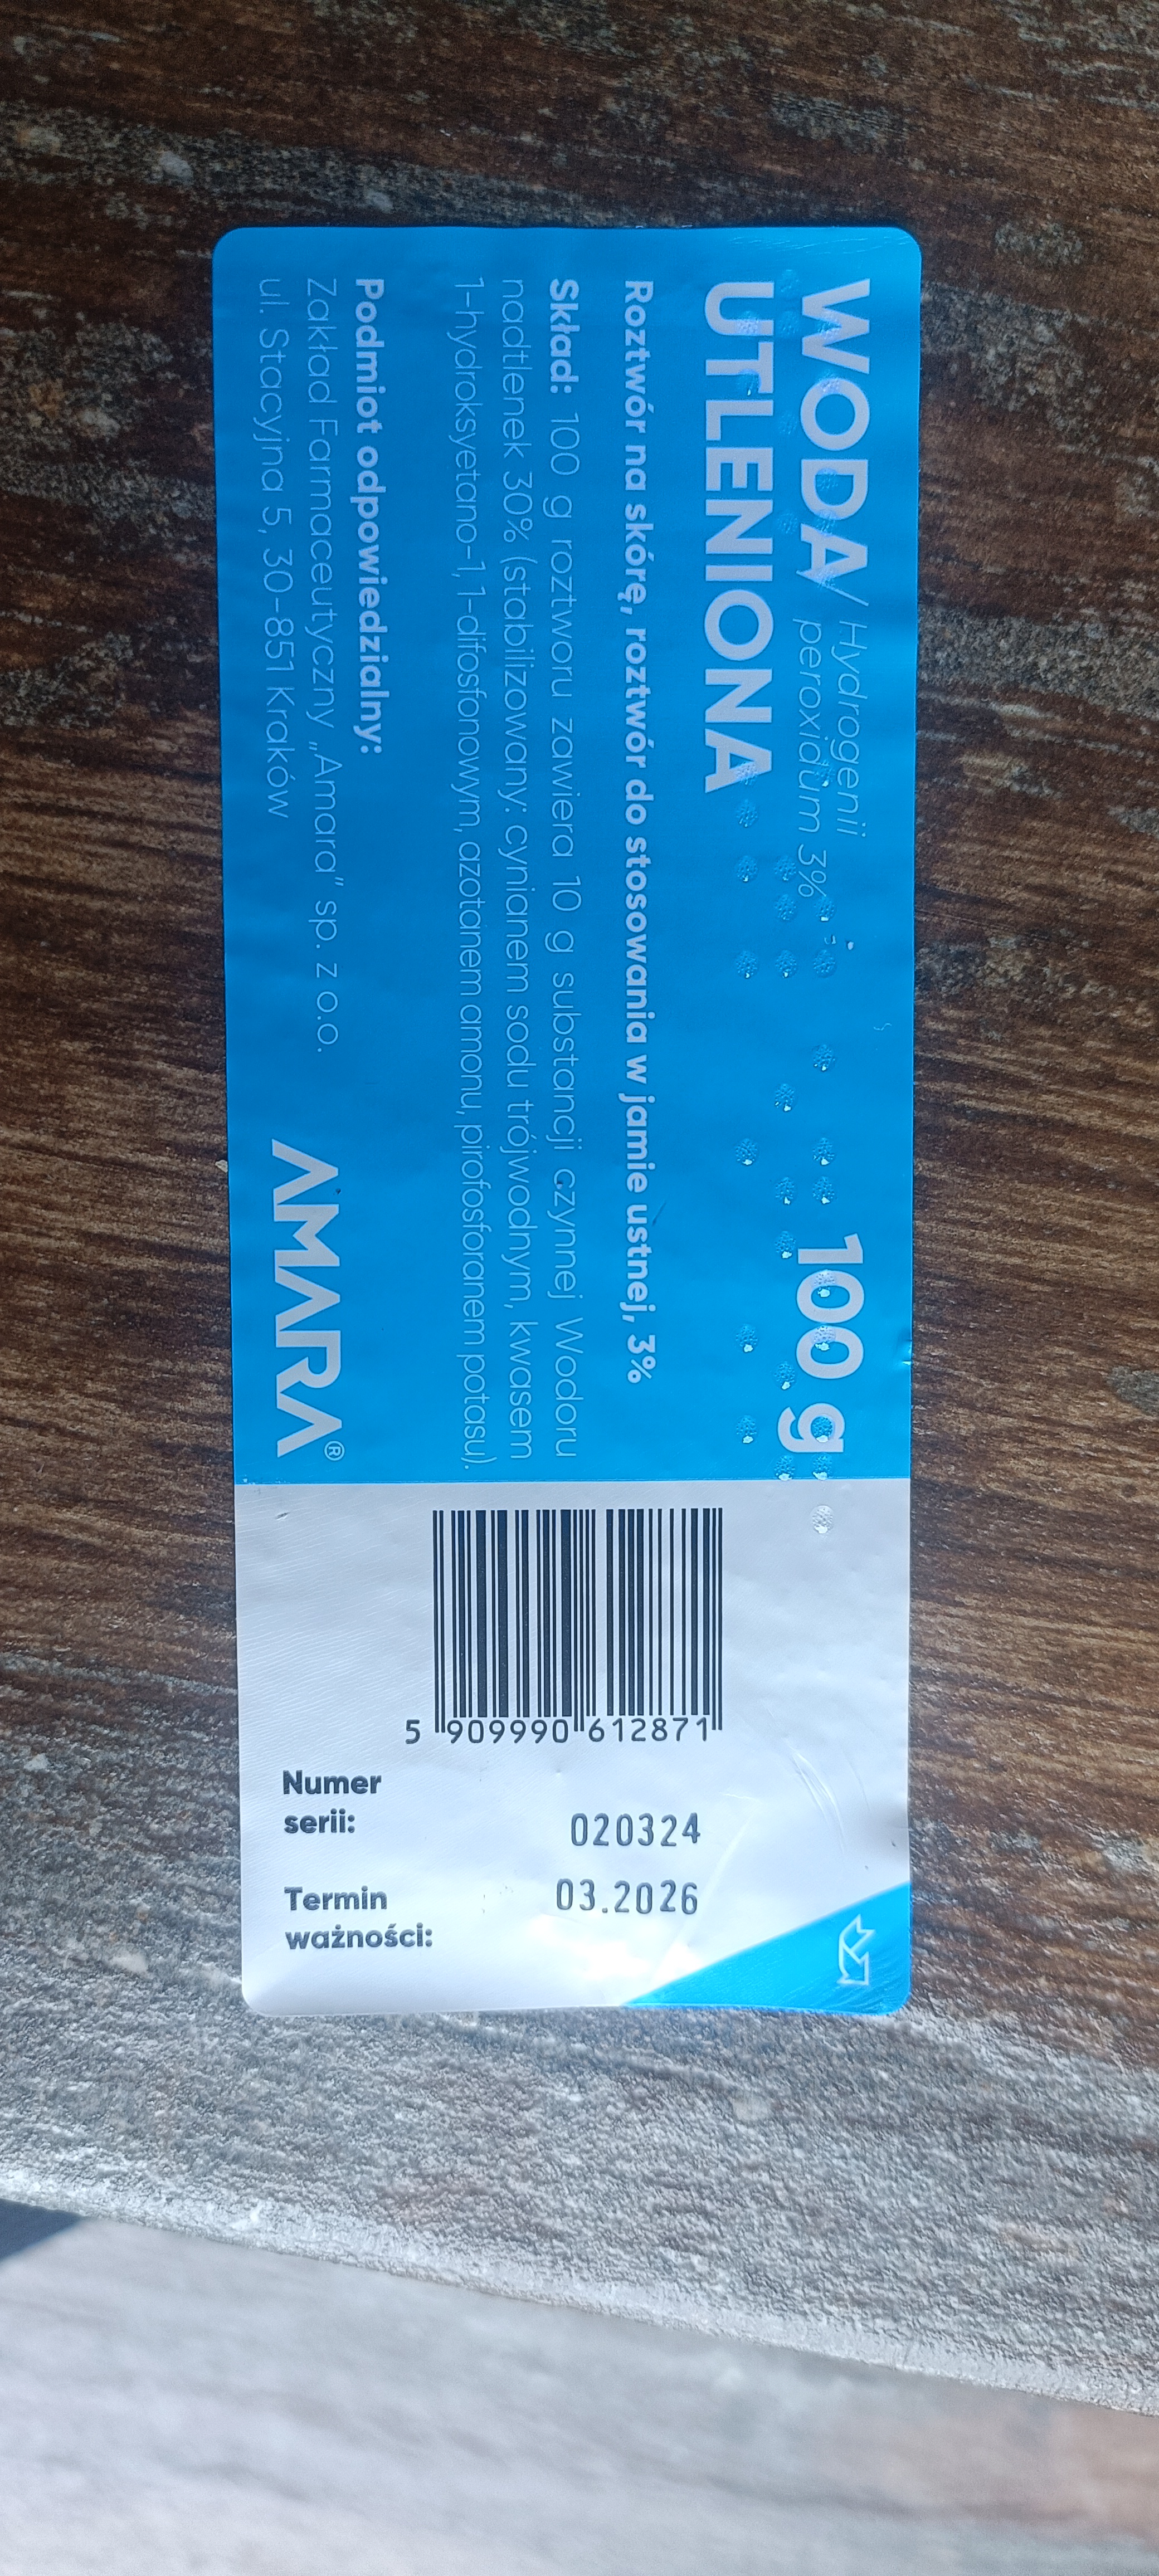 WODA / Hydrogenii
peroxidum 3%
UTLENIONA
100 g
Roztwór na skórę, roztwór do stosowania w jamie ustnej, 3%
Skład: 100 g roztworu zawiera 10 g substancji czynnej Wodoru
nadtlenek 30% (stabilizowany: cynianem sodu trójwodnym, kwasem
1-hydroksyetano-1,1-difosfonowym, azotanem amonu, pirofosforanem potasu).
Podmiot odpowiedzialny:
Zakład Farmaceutyczny „Amara” sp. z o.o.
ul. Stacyjna 5, 30-851 Kraków
AMARA®
5 909990 612871
Numer
serii:
020324
Termin
ważności:
03.2026